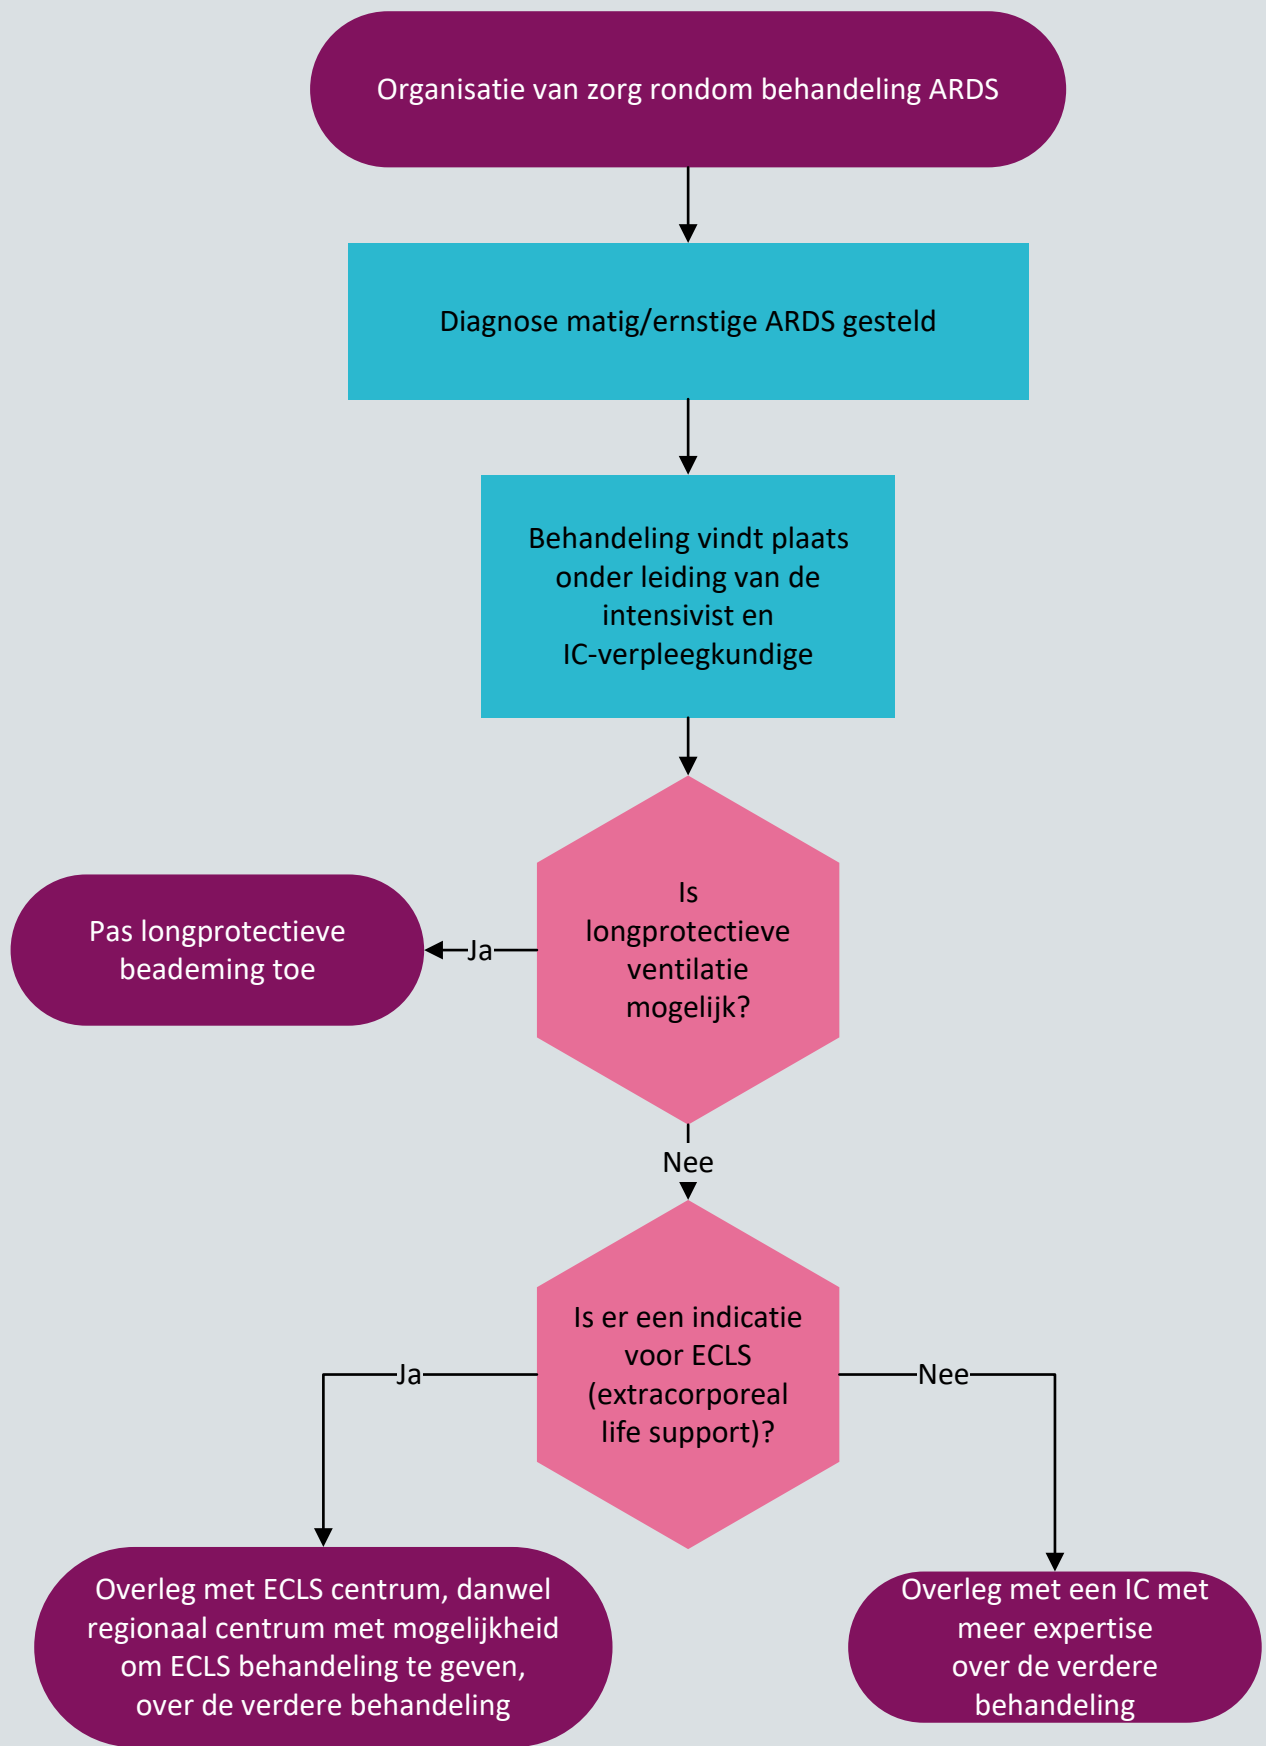 Organisatie van zorg rondom behandeling ARDS
Diagnose matig/ernstige ARDS gesteld
Behandeling vindt plaats
onder leiding van de
intensivist en
IC-verpleegkundige
Is
longprotectieve
ventilatie
mogelijk?
Ja
Pas longprotectieve
beademing toe
Nee
Is er een indicatie
voor ECLS
(extracorporeal
life support)?
Ja
Nee
Overleg met ECLS centrum, danwel
regionaal centrum met mogelijkheid
om ECLS behandeling te geven,
over de verdere behandeling
Overleg met een IC met
meer expertise
over de verdere
behandeling